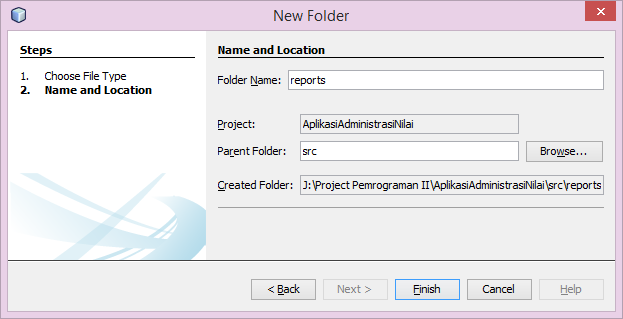 New Folder
Steps
1. Choose File Type
2. Name and Location
Name and Location
Folder Name: reports
Project: AplikasiAdministrasiNilai
Parent Folder: src Browse...
Created Folder: J:\Project Pemrograman II\AplikasiAdministrasiNilai\src\reports
< Back Next > Finish Cancel Help